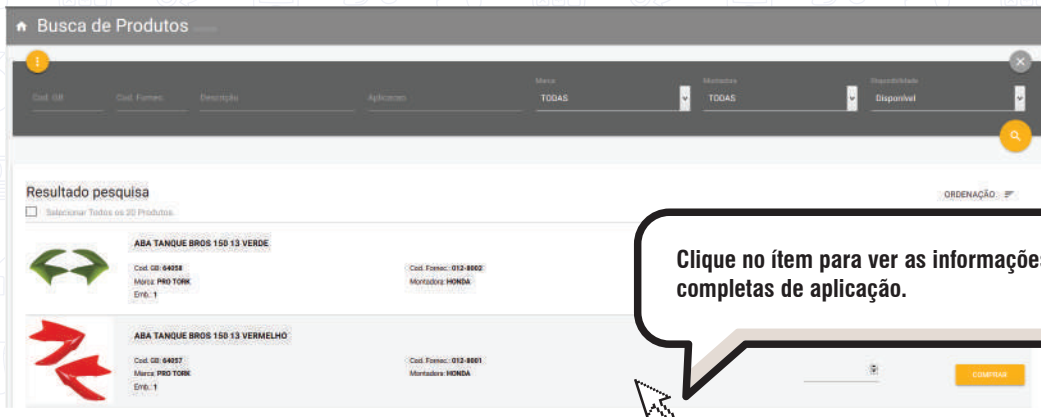 Busca de Produtos
Marca
Montadora
Disponibilidade
Cod. GB
Cod. Fornec.
Descrição
Aplicacao
TODAS
TODAS
Disponível
Resultado pesquisa
ORDENAÇÃO
Selecionar Todos os 20 Produtos.
ABA TANQUE BROS 150 13 VERDE
Cod. GB: 64058
Cod. Fornec.: 012-8002
Marca: PRO TORK
Montadora: HONDA
Emb.: 1
Clique no ítem para ver as informações
completas de aplicação.
ABA TANQUE BROS 150 13 VERMELHO
Cod. GB: 64057
Cod. Fornec.: 012-8001
Marca: PRO TORK
Montadora: HONDA
Emb.: 1
COMPRAR